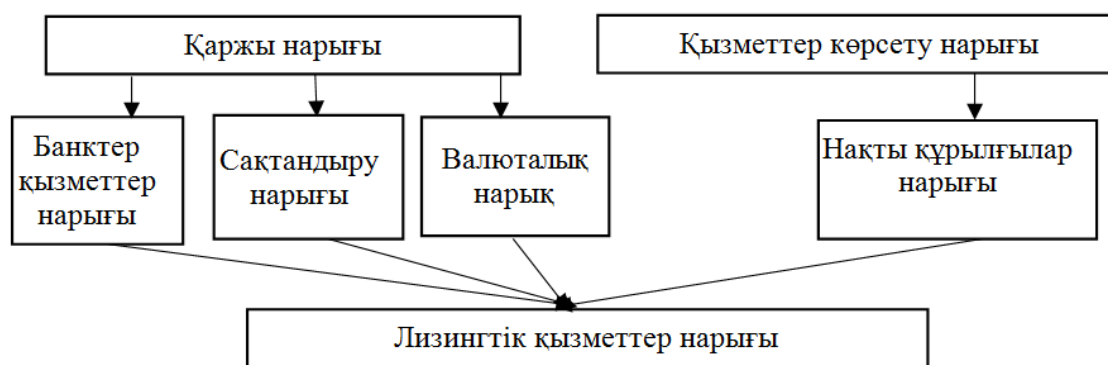 Қаржы нарығы
Қызметтер көрсету нарығы
Банктер
қызметтер
нарығы
Сақтандыру
нарығы
Валюталық
нарық
Нақты құрылғылар
нарығы
Лизингтік қызметтер нарығы